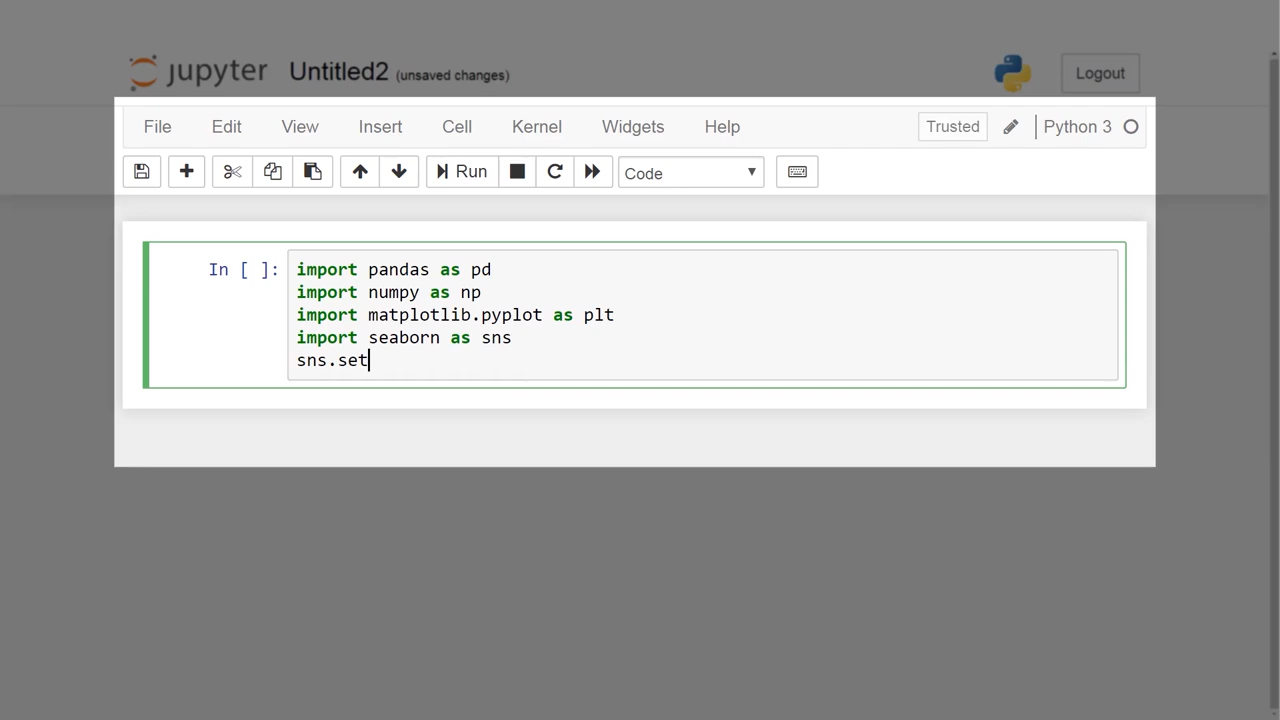 jupyter Untitled2 (unsaved changes) Logout
File Edit View Insert Cell Kernel Widgets Help Trusted Python 3
Run Code
In [ ]: import pandas as pd
import numpy as np
import matplotlib.pyplot as plt
import seaborn as sns
sns.set